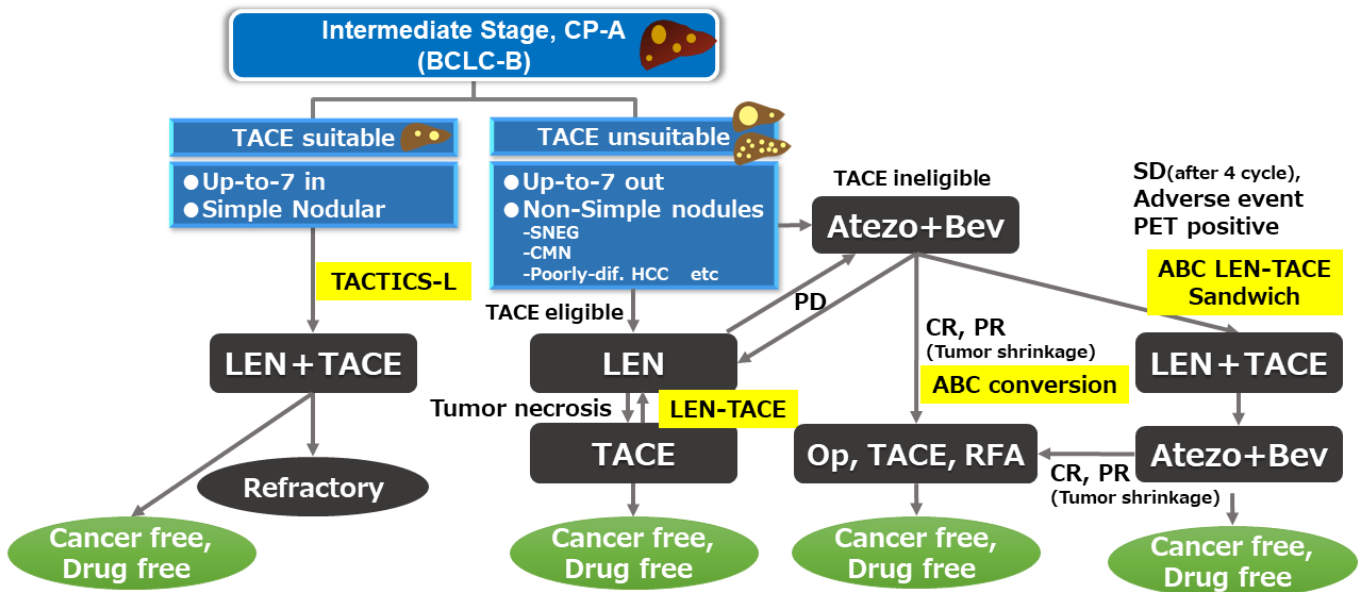 Intermediate Stage, CP-A
(BCLC-B)
TACE suitable
TACE unsuitable
●Up-to-7 in
●Simple Nodular
●Up-to-7 out
●Non-Simple nodules
-SNEG
-CMN
-Poorly-dif. HCC etc
TACE ineligible
Atezo+Bev
SD(after 4 cycle),
Adverse event
PET positive
ABC LEN-TACE
Sandwich
TACTICS-L
TACE eligible
PD
LEN+TACE
LEN
CR, PR
(Tumor shrinkage)
ABC conversion
LEN+TACE
Tumor necrosis
LEN-TACE
TACE
Op, TACE, RFA
Atezo+Bev
CR, PR
(Tumor shrinkage)
Refractory
Cancer free,
Drug free
Cancer free,
Drug free
Cancer free,
Drug free
Cancer free,
Drug free